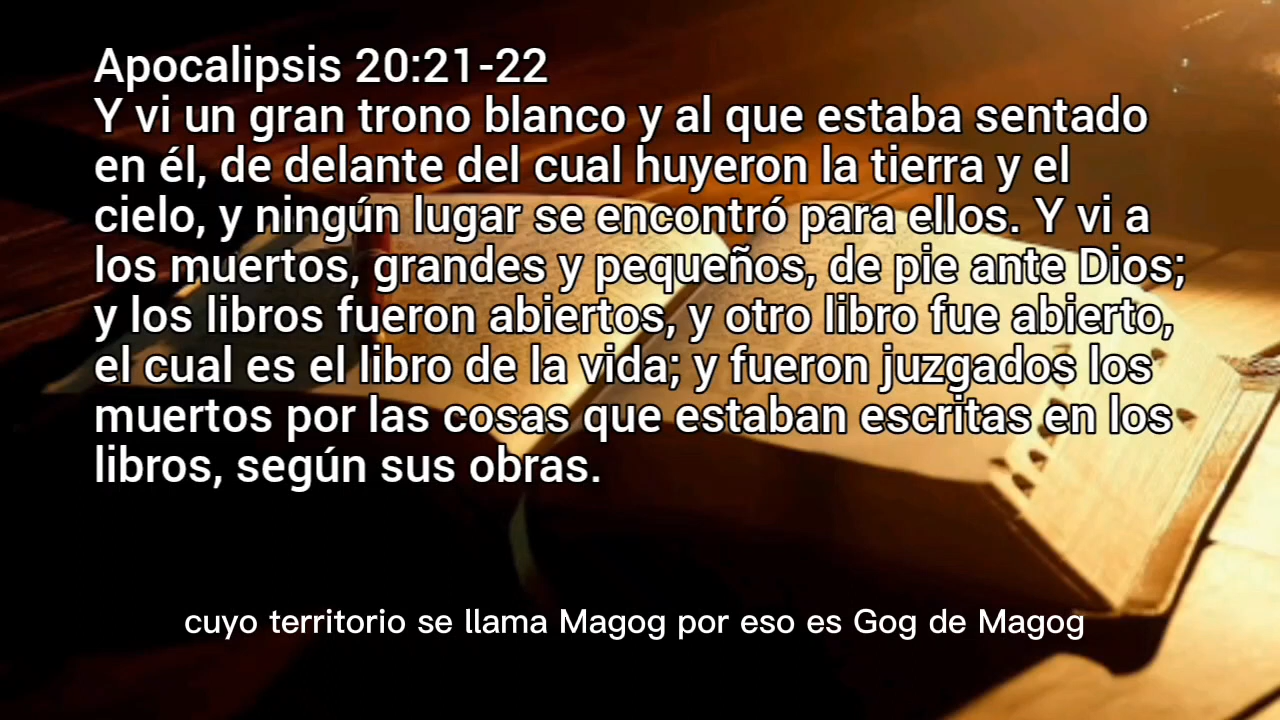 Apocalipsis 20:21-22
Y vi un gran trono blanco y al que estaba sentado
en él, de delante del cual huyeron la tierra y el
cielo, y ningún lugar se encontró para ellos. Y vi a
los muertos, grandes y pequeños, de pie ante Dios;
y los libros fueron abiertos, y otro libro fue abierto,
el cual es el libro de la vida; y fueron juzgados los
muertos por las cosas que estaban escritas en los
libros, según sus obras.
cuyo territorio se llama Magog por eso es Gog de Magog